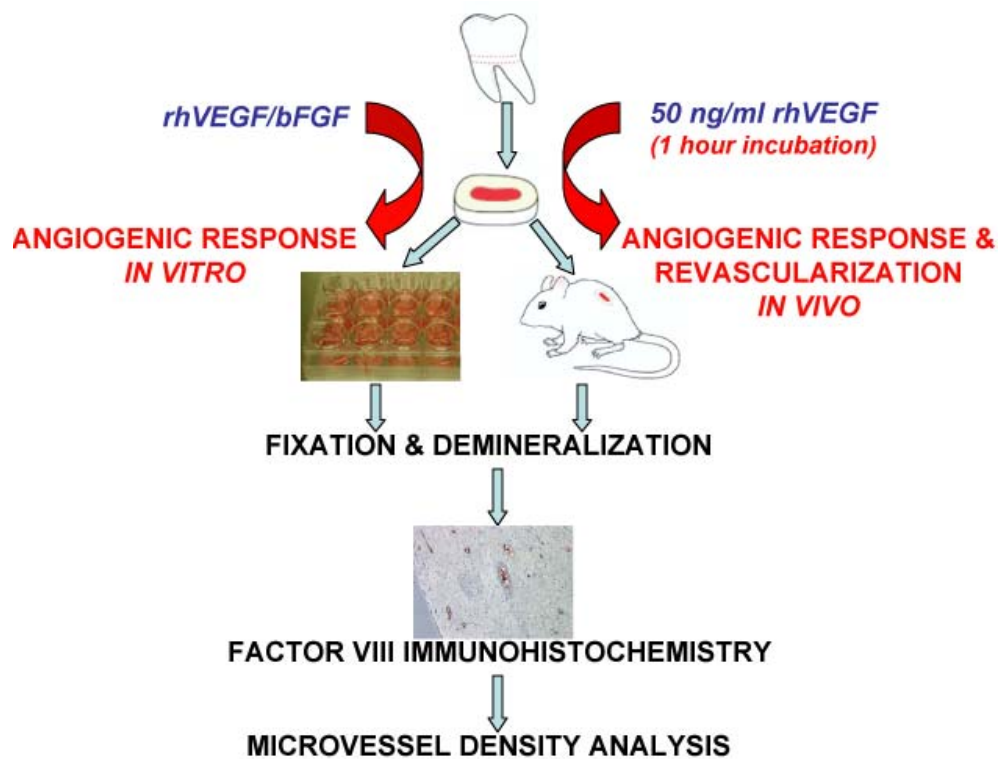 rhVEGF/bFGF
50 ng/ml rhVEGF
(1 hour incubation)
ANGIOGENIC RESPONSE
IN VITRO
ANGIOGENIC RESPONSE &
REVASCULARIZATION
IN VIVO
FIXATION & DEMINERALIZATION
FACTOR VIII IMMUNOHISTOCHEMISTRY
MICROVESSEL DENSITY ANALYSIS